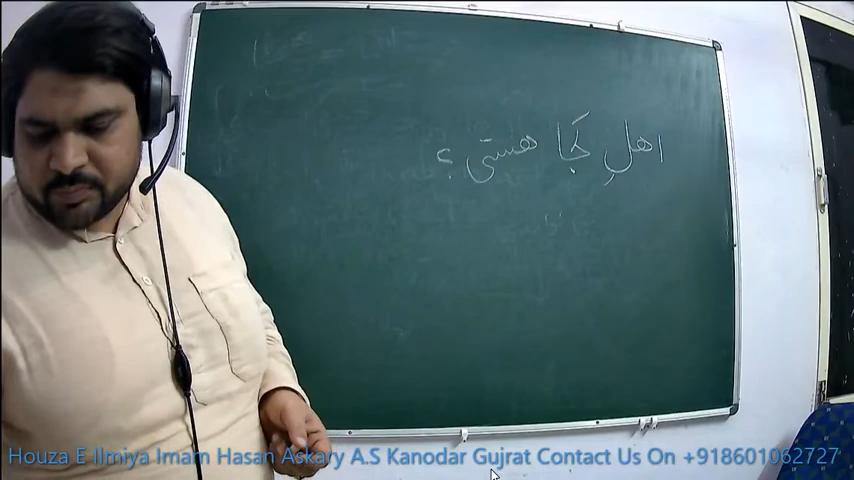 اهلِ کجا هستی؟
Houza E Ilmiya Imam Hasan Askary A.S Kanodar Gujrat Contact Us On +918601062727